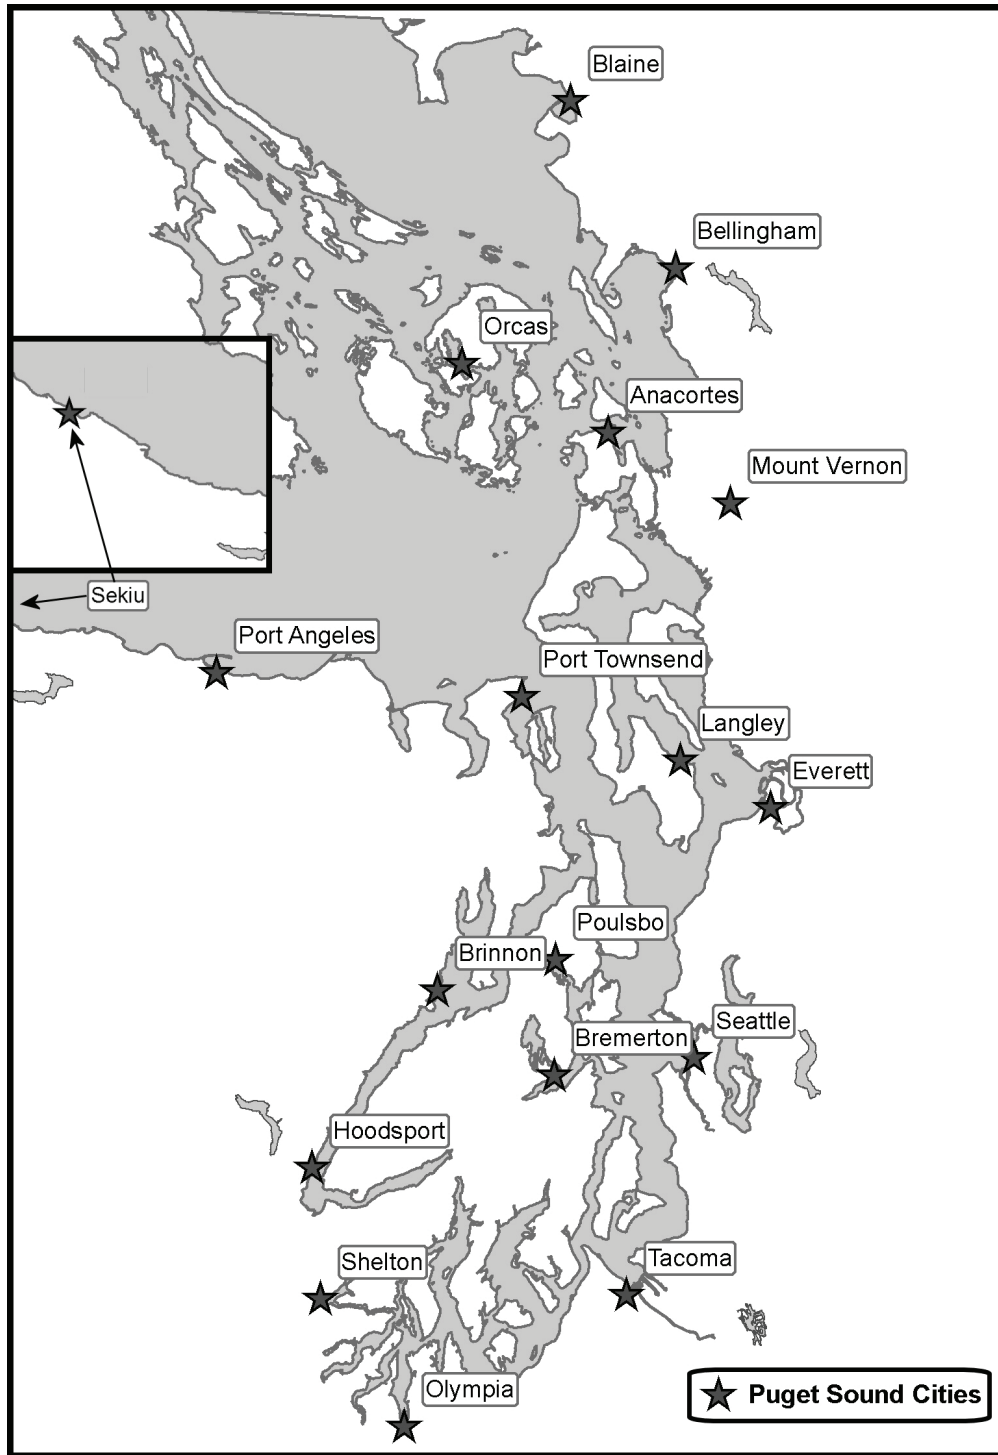 Blaine
Bellingham
Orcas
Anacortes
Mount Vernon
Sekiu
Port Angeles
Port Townsend
Langley
Everett
Poulsbo
Brinnon
Seattle
Bremerton
Hoodsport
Tacoma
Shelton
Olympia
Puget Sound Cities